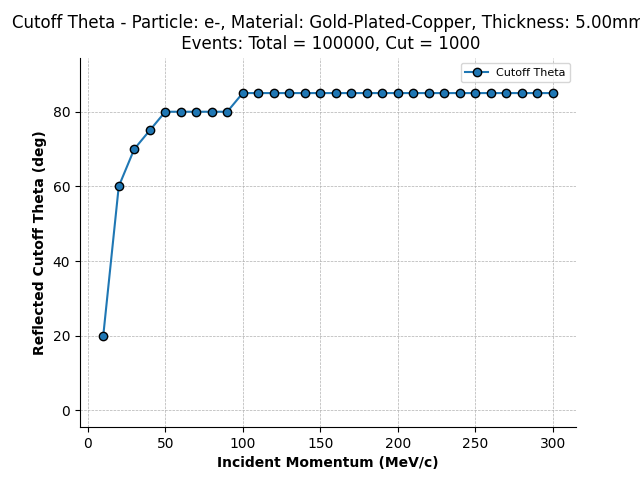 Cutoff Theta - Particle: e-, Material: Gold-Plated-Copper, Thickness: 5.00mm
Events: Total = 100000, Cut = 1000
Cutoff Theta
80
60
40
20
0
Reflected Cutoff Theta (deg)
0 50 100 150 200 250 300
Incident Momentum (MeV/c)